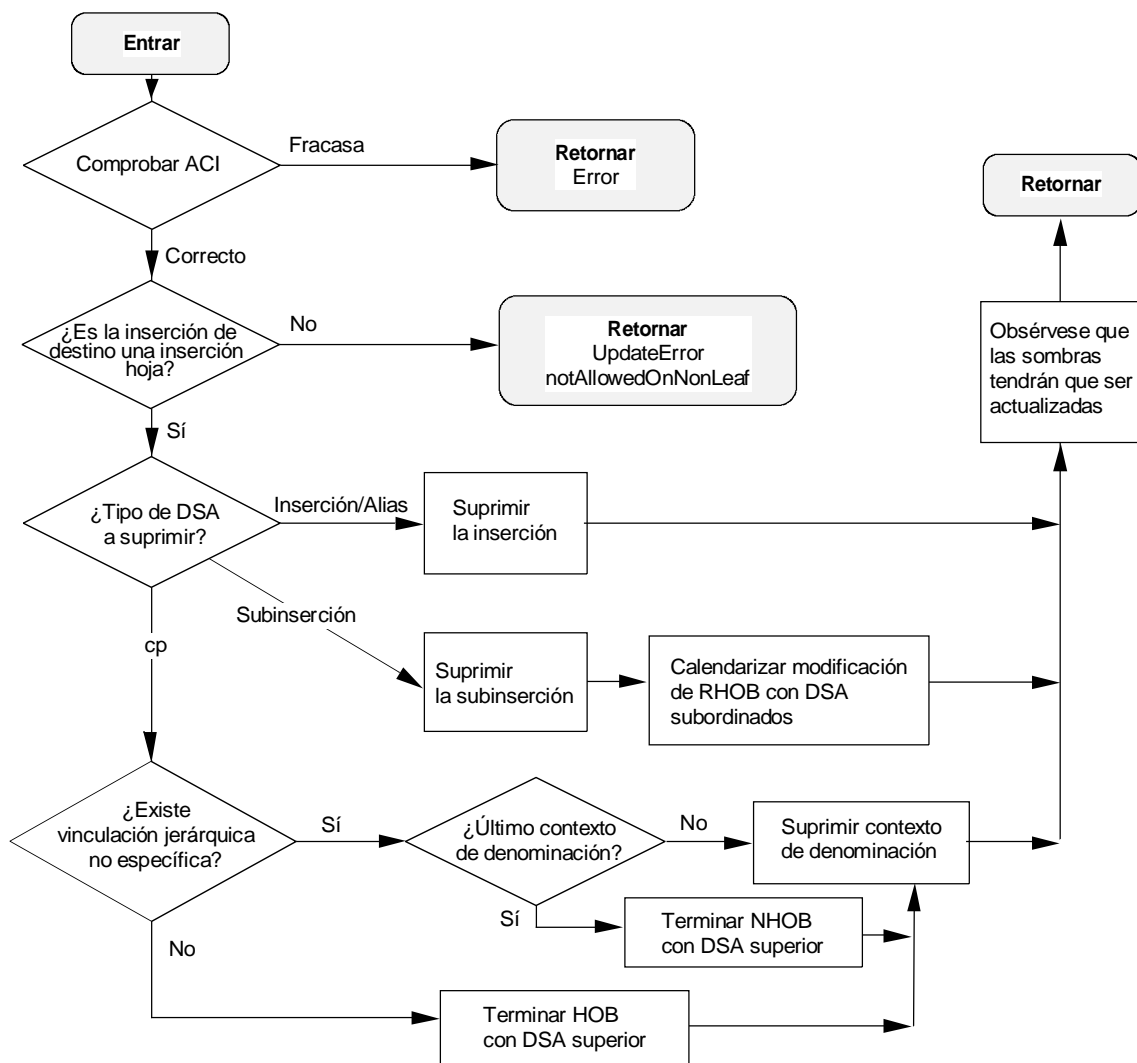 Entrar
Comprobar ACI
Fracasa
Retornar
Error
Retornar
Correcto
¿Es la inserción de
destino una inserción
hoja?
No
Retornar
UpdateError
notAllowedOnNonLeaf
Obsérvese que
las sombras
tendrán que ser
actualizadas
Sí
¿Tipo de DSA
a suprimir?
Inserción/Alias
Suprimir
la inserción
Subinserción
cp
Suprimir
la subinserción
Calendarizar modificación
de RHOB con DSA
subordinados
¿Existe
vinculación jerárquica
no específica?
Sí
¿Último contexto
de denominación?
No
Suprimir contexto
de denominación
Sí
Terminar NHOB
con DSA superior
No
Terminar HOB
con DSA superior